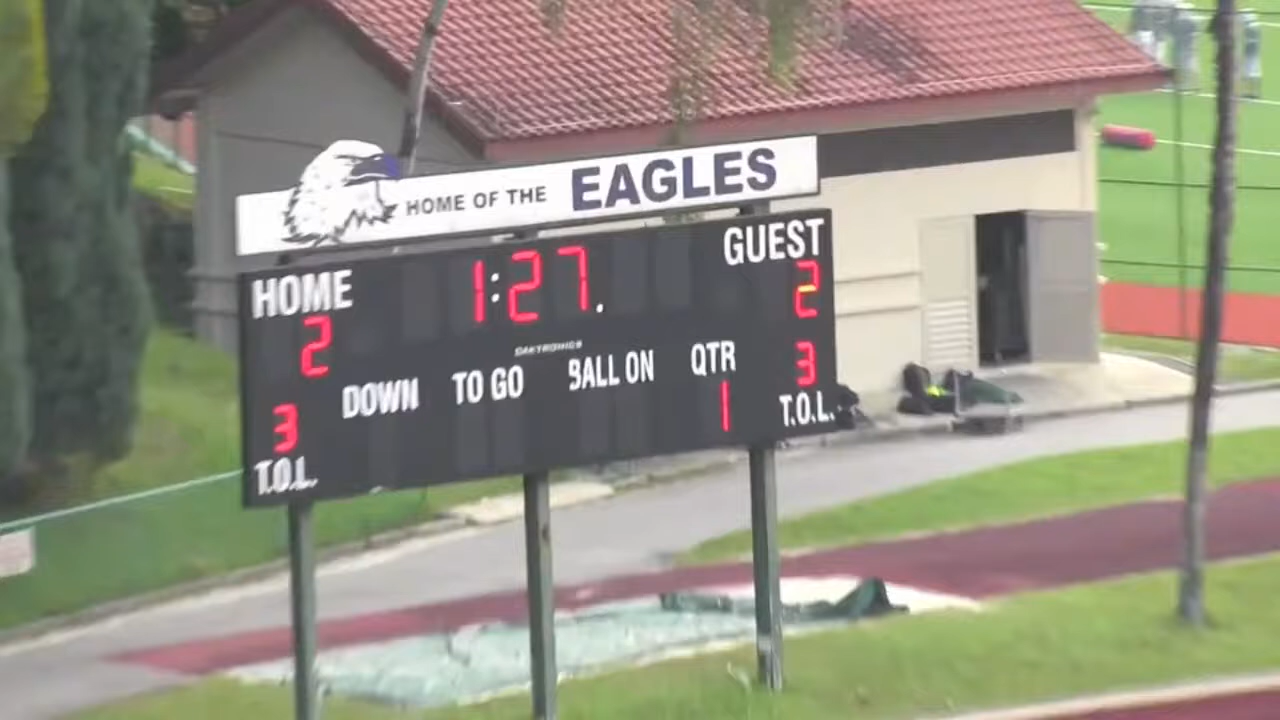 HOME OF THE EAGLES
HOME 1:27. GUEST
2 2
DAKTRONICS
DOWN TO GO BALL ON QTR 3
3 1 T.O.L.
T.O.L.